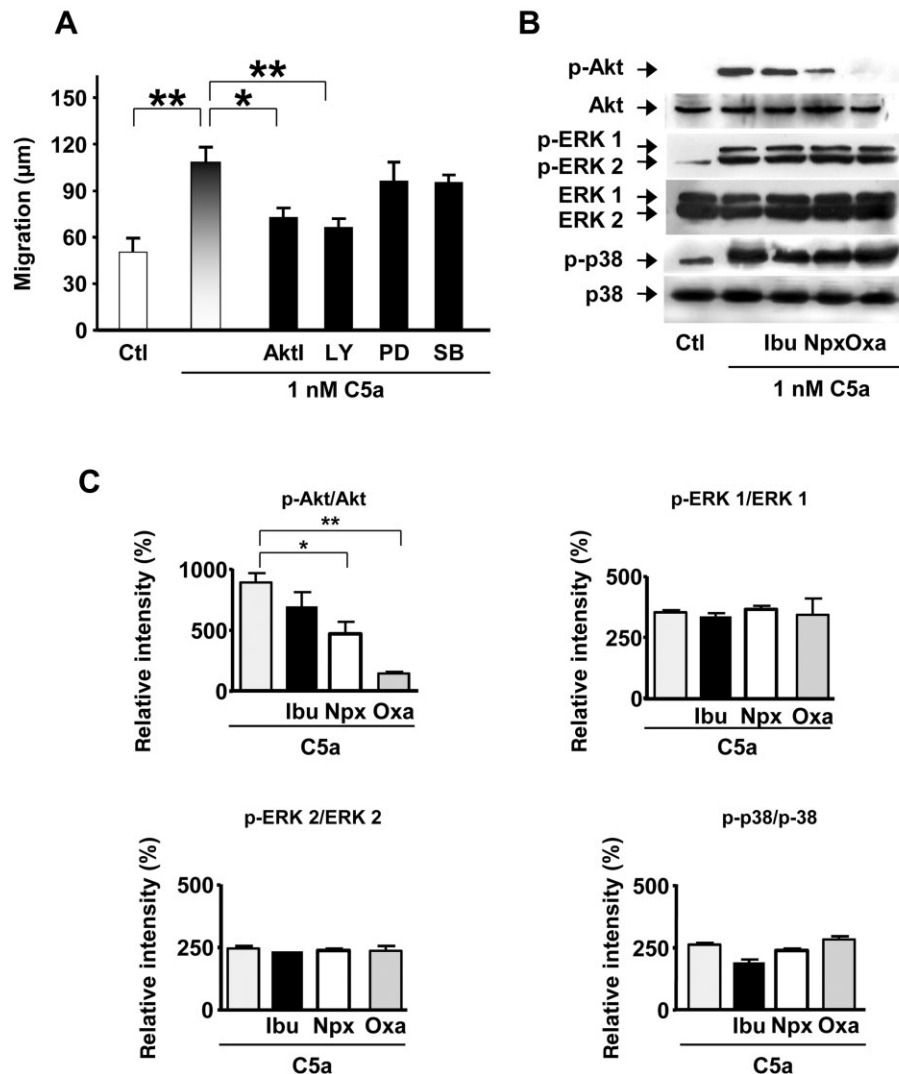 A
Migration (µm)
150
120
90
60
30
0
**
*
**
Ctl
AktI LY PD SB
1 nM C5a
B
p-Akt
Akt
p-ERK 1
p-ERK 2
ERK 1
ERK 2
p-p38
p38
Ctl Ibu NpxOxa
1 nM C5a
C
p-Akt/Akt
Relative intensity (%)
1000
500
0
**
*
Ibu Npx Oxa
C5a
p-ERK 1/ERK 1
Relative intensity (%)
500
250
0
Ibu Npx Oxa
C5a
p-ERK 2/ERK 2
Relative intensity (%)
500
250
0
Ibu Npx Oxa
C5a
p-p38/p-38
Relative intensity (%)
500
250
0
Ibu Npx Oxa
C5a